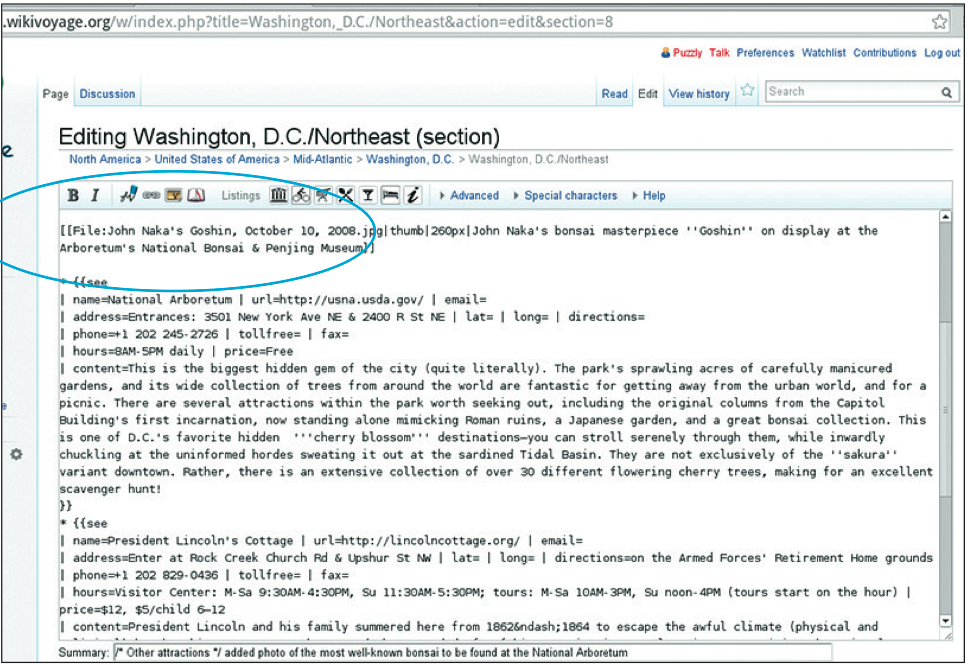 .wikivoyage.org/w/index.php?title=Washington,_D.C./Northeast&action=edit&section=8
Puzzly Talk Preferences Watchlist Contributions Log out
Page Discussion Read Edit View history Search
e
Editing Washington, D.C./Northeast (section)
North America > United States of America > Mid-Atlantic > Washington, D.C. > Washington, D.C./Northeast
B I Listings i Advanced Special characters Help
[[File:John Naka's Goshin, October 10, 2008.jpg|thumb|260px|John Naka's bonsai masterpiece ''Goshin'' on display at the
Arboretum's National Bonsai & Penjing Museum]]
* {{see
| name=National Arboretum | url=http://usna.usda.gov/ | email=
| address=Entrances: 3501 New York Ave NE & 2400 R St NE | lat= | long= | directions=
| phone=+1 202 245-2726 | tollfree= | fax=
| hours=8AM-5PM daily | price=Free
| content=This is the biggest hidden gem of the city (quite literally). The park's sprawling acres of carefully manicured
gardens, and its wide collection of trees from around the world are fantastic for getting away from the urban world, and for a
picnic. There are several attractions within the park worth seeking out, including the original columns from the Capitol
Building's first incarnation, now standing alone mimicking Roman ruins, a Japanese garden, and a great bonsai collection. This
is one of D.C.'s favorite hidden  '''cherry blossom''' destinations—you can stroll serenely through them, while inwardly
chuckling at the uninformed hordes sweating it out at the sardined Tidal Basin. They are not exclusively of the ''sakura''
variant downtown. Rather, there is an extensive collection of over 30 different flowering cherry trees, making for an excellent
scavenger hunt!
}}
* {{see
| name=President Lincoln's Cottage | url=http://lincolncottage.org/ | email=
| address=Enter at Rock Creek Church Rd & Upshur St NW | lat= | long= | directions=on the Armed Forces' Retirement Home grounds
| phone=+1 202 829-0436 | tollfree= | fax=
| hours=Visitor Center: M-Sa 9:30AM-4:30PM, Su 11:30AM-5:30PM; tours: M-Sa 10AM-3PM, Su noon-4PM (tours start on the hour) |
price=$12, $5/child 6–12
| content=President Lincoln and his family summered here from 1862&ndash;1864 to escape the awful climate (physical and
Summary: /* Other attractions */ added photo of the most well-known bonsai to be found at the National Arboretum